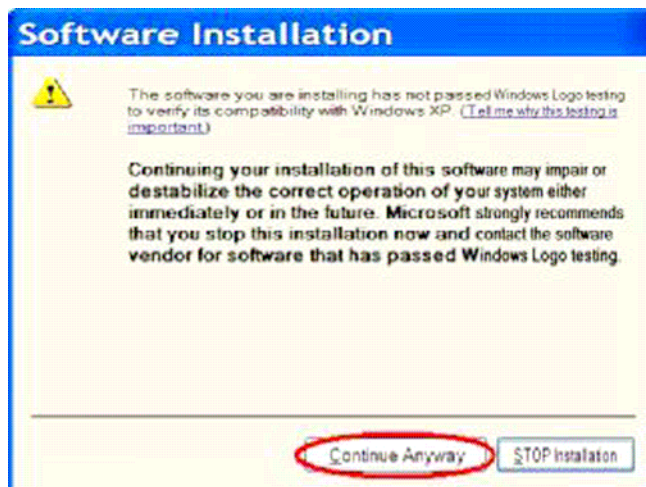 Software Installation
The software you are installing has not passed Windows Logo testing
to verify its compatibility with Windows XP. (Tell me why this testing is
important.)
Continuing your installation of this software may impair or
destabilize the correct operation of your system either
immediately or in the future. Microsoft strongly recommends
that you stop this installation now and contact the software
vendor for software that has passed Windows Logo testing.
Continue Anyway
STOP Installation